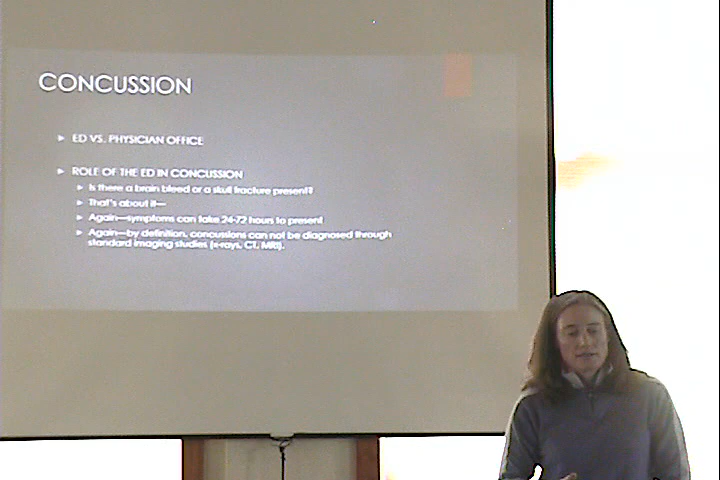 CONCUSSION
ED VS. PHYSICIAN OFFICE
ROLE OF THE ED IN CONCUSSION
Is there a brain bleed or a skull fracture present?
That's about it—
Again—symptoms can take 24-72 hours to present
Again—by definition, concussions can not be diagnosed through
standard imaging studies (x-rays, CT, MRI).